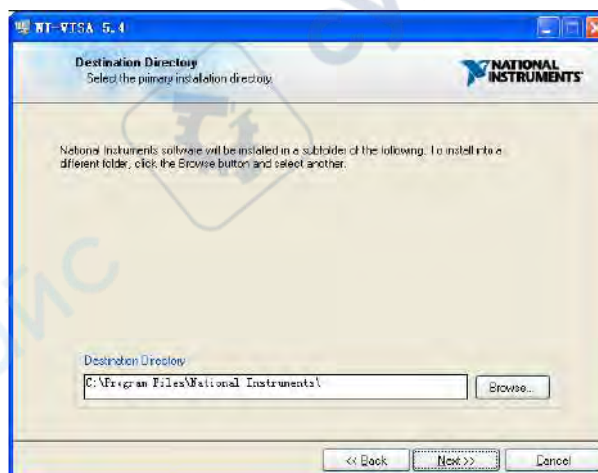 NI-VISA 5.4
Destination Directory
Select the primary installation directory.
NATIONAL
INSTRUMENTS
National Instruments software will be installed in a subfolder of the following. To install into a
different folder, click the Browse button and select another.
Destination Directory
C:\Program Files\National Instruments\
Browse...
<< Back
Next >>
Cancel